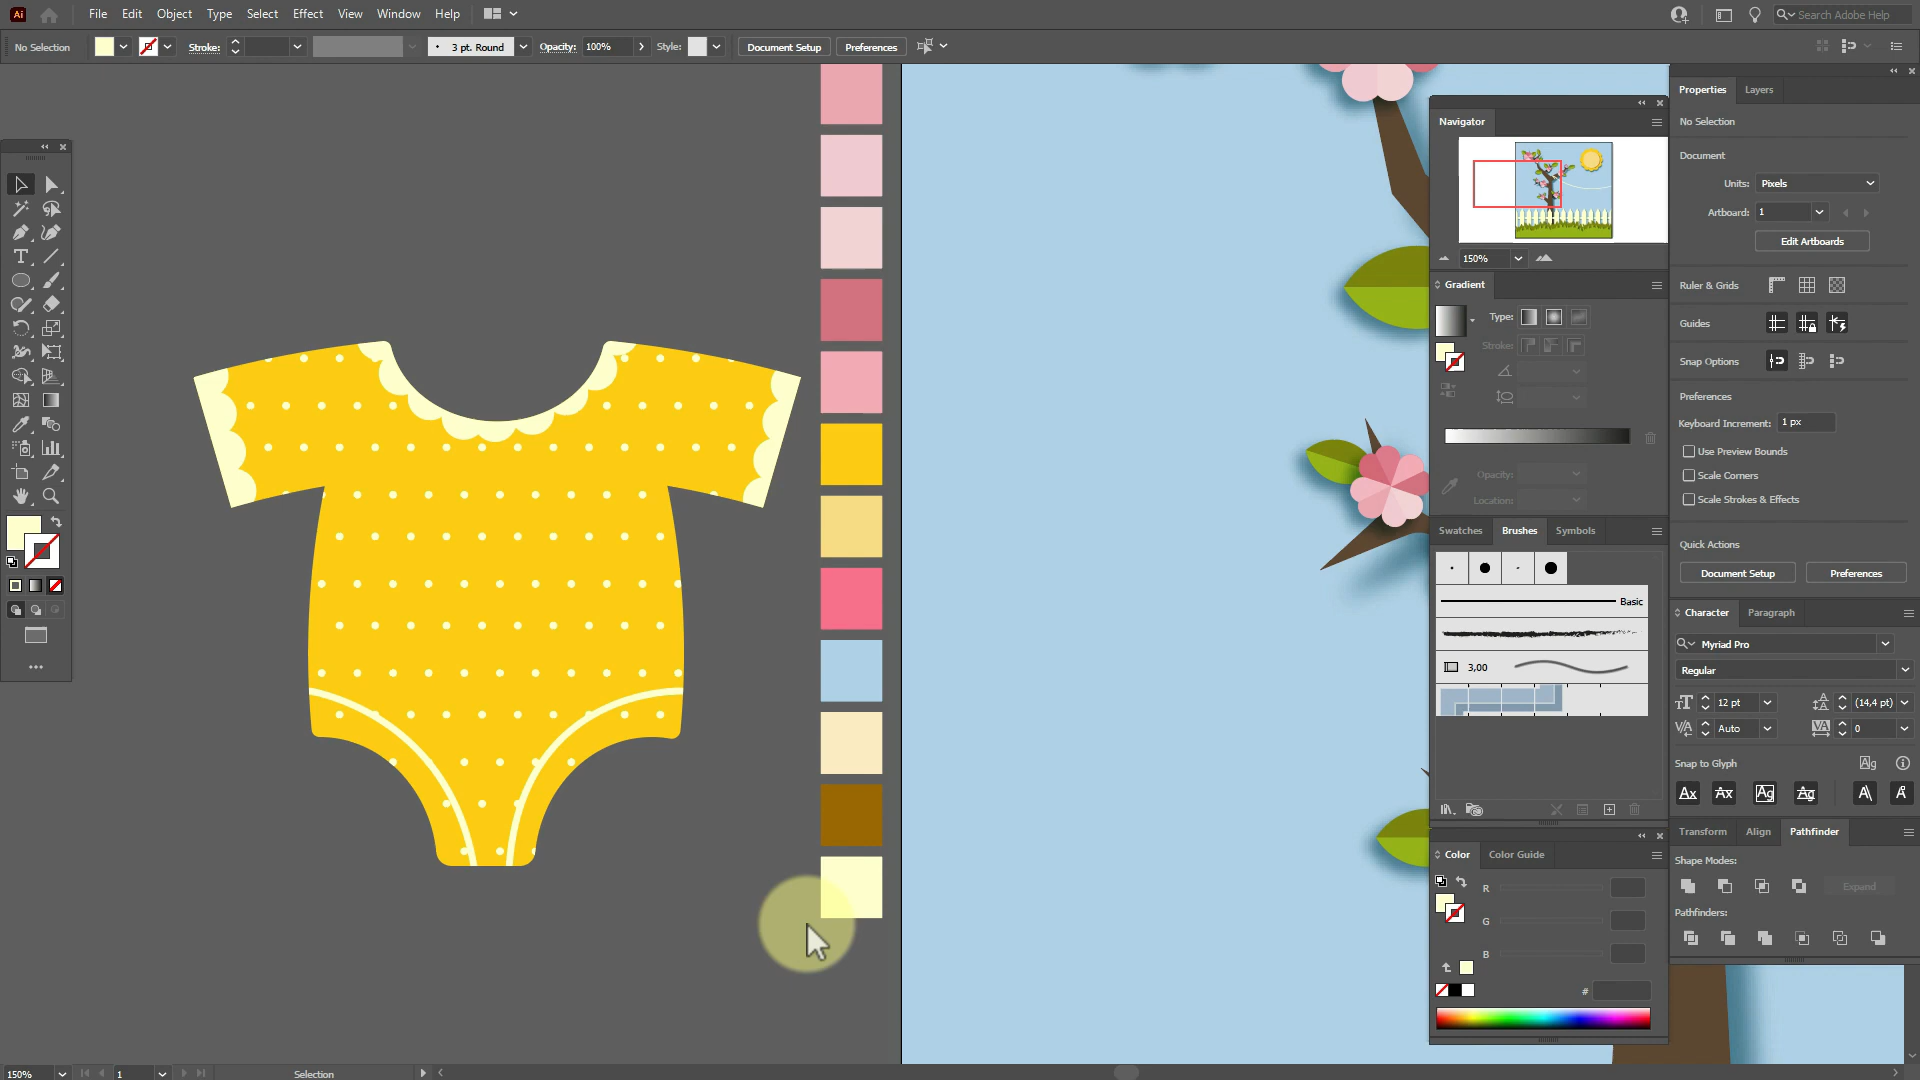 Ai File Edit Object Type Select Effect View Window Help Search Adobe Help
No Selection Stroke: 3 pt. Round Opacity: 100% Style: Document Setup Preferences
Properties Layers
No Selection
Document
Units: Pixels
Artboard: 1
Edit Artboards
Ruler & Grids
Guides
Snap Options
Preferences
Keyboard Increment: 1 px
Use Preview Bounds
Scale Corners
Scale Strokes & Effects
Quick Actions
Document Setup Preferences
Character Paragraph
Myriad Pro
Regular
12 pt (14,4 pt)
Auto 0
Snap to Glyph
Transform Align Pathfinder
Shape Modes:
Expand
Pathfinders:
Navigator
150%
Gradient
Type:
Stroke:
Opacity:
Location:
Swatches Brushes Symbols
Basic
3,00
Color Color Guide
R
G
B
#
150% 1 Selection